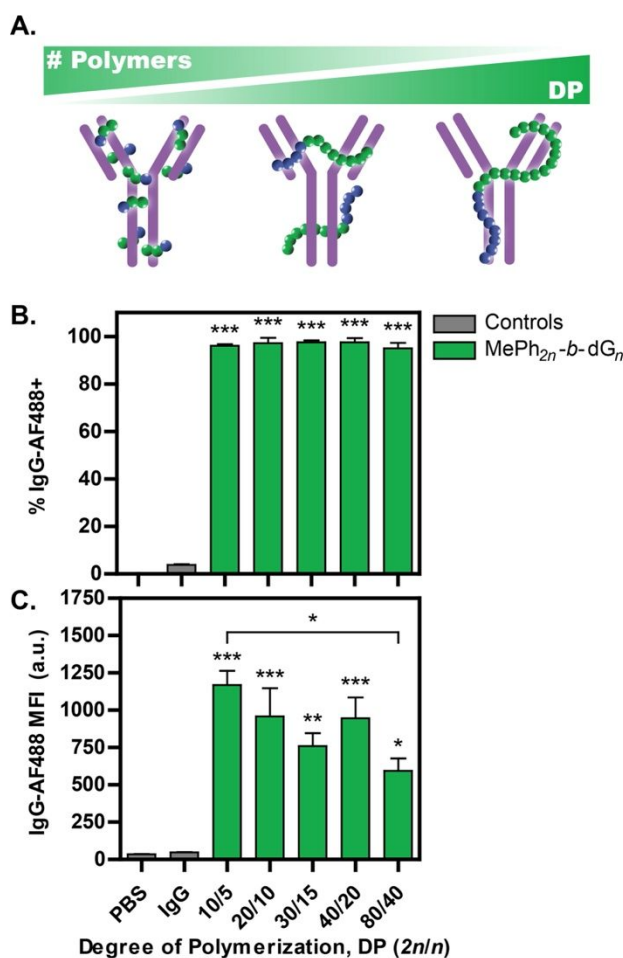 A.
# Polymers
DP
B.
***
***
***
***
***
Controls
MePh2n-b-dGn
% IgG-AF488+
100
80
60
40
20
0
C.
IgG-AF488 MFI (a.u.)
1750
1500
1250
1000
750
500
250
0
*
***
***
**
***
*
PBS
IgG
10/5
20/10
30/15
40/20
80/40
Degree of Polymerization, DP (2n/n)